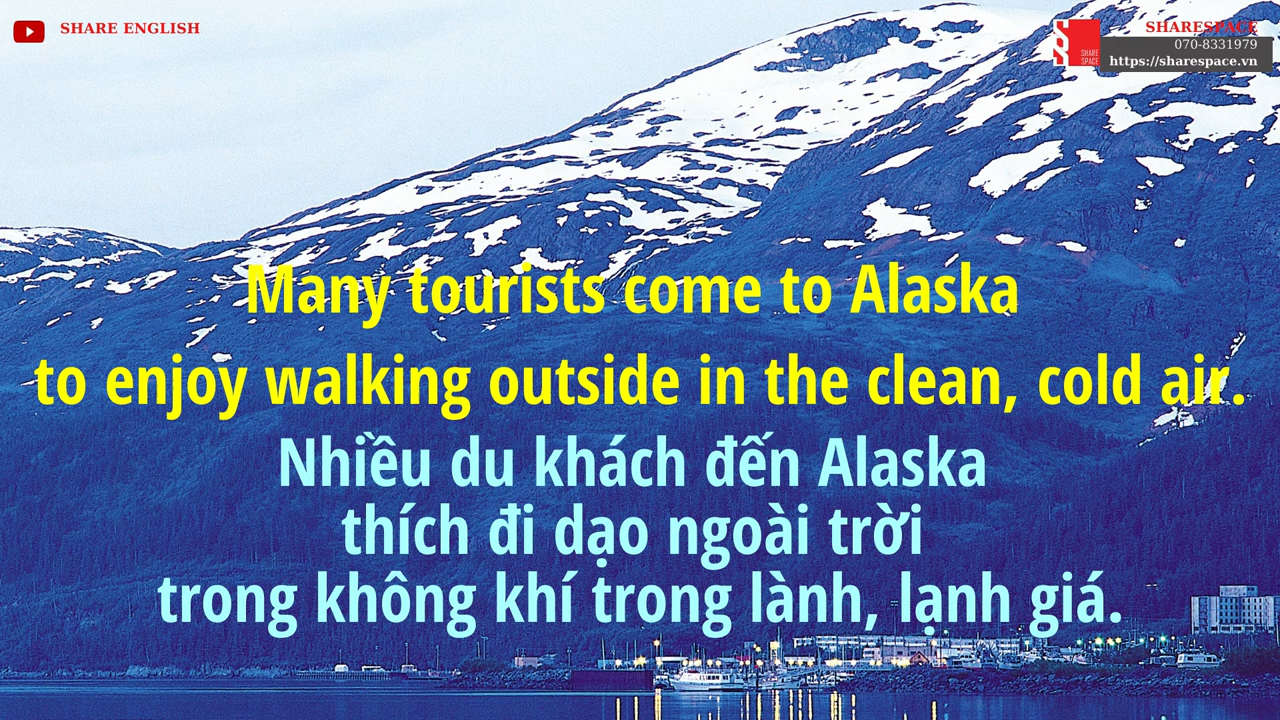 SHARE ENGLISH
SHARESPACE
070-8331979
https://sharespace.vn
SHARE
SPACE
Many tourists come to Alaska
to enjoy walking outside in the clean, cold air.
Nhiều du khách đến Alaska
thích đi dạo ngoài trời
trong không khí trong lành, lạnh giá.